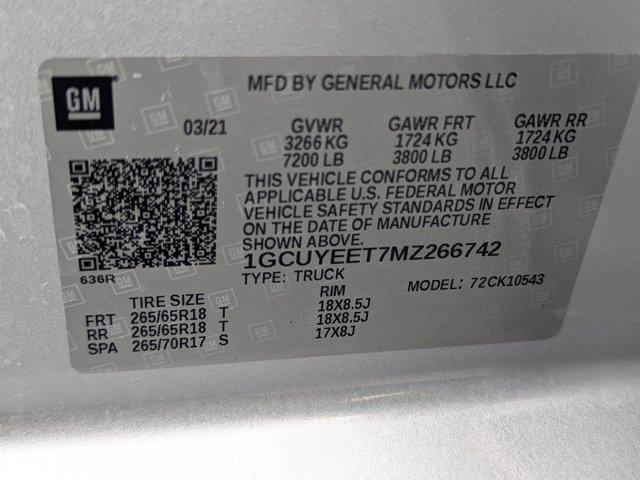 GM
MFD BY GENERAL MOTORS LLC
03/21 GVWR GAWR FRT GAWR RR
3266 KG 1724 KG 1724 KG
7200 LB 3800 LB 3800 LB
THIS VEHICLE CONFORMS TO ALL
APPLICABLE U.S. FEDERAL MOTOR
VEHICLE SAFETY STANDARDS IN EFFECT
ON THE DATE OF MANUFACTURE
SHOWN ABOVE.
1GCUYEET7MZ266742
636R TYPE: TRUCK MODEL: 72CK10543
TIRE SIZE RIM
FRT 265/65R18 T 18X8.5J
RR 265/65R18 T 18X8.5J
SPA 265/70R17 S 17X8J